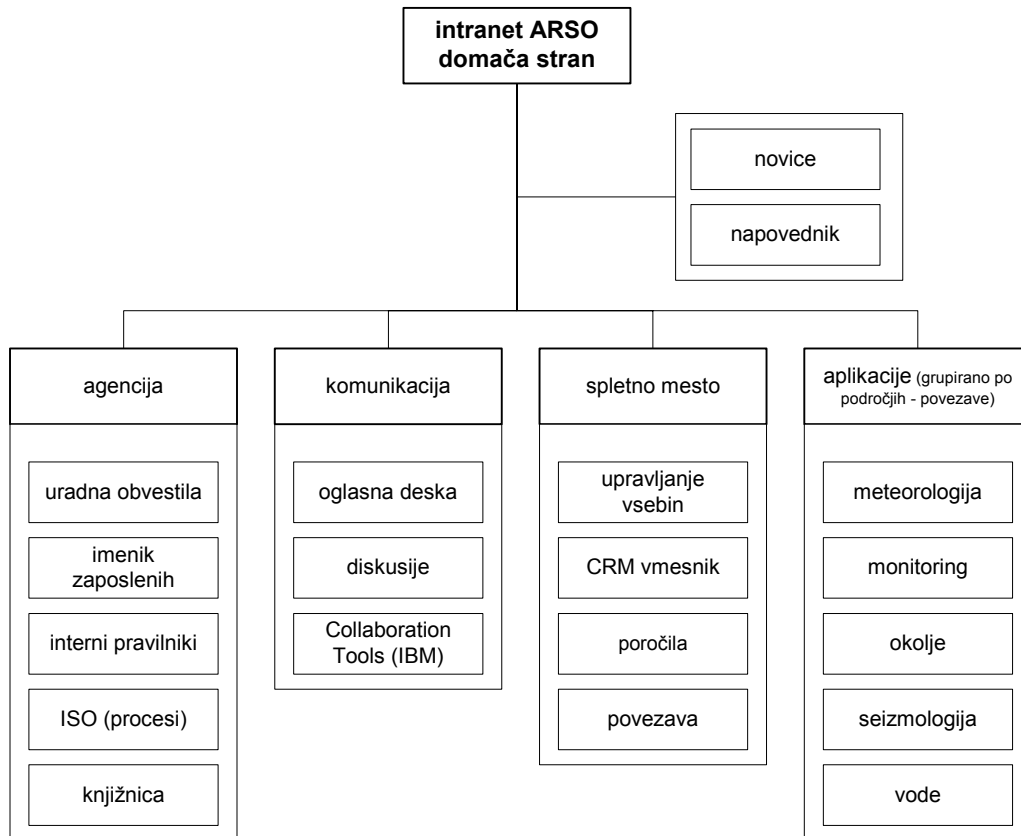 intranet ARSO
domača stran
novice
napovednik
agencija
uradna obvestila
imenik
zaposlenih
interni pravilniki
ISO (procesi)
knjižnica
komunikacija
oglasna deska
diskusije
Collaboration
Tools (IBM)
spletno mesto
upravljanje
vsebin
CRM vmesnik
poročila
povezava
aplikacije (grupirano po
področjih - povezave)
meteorologija
monitoring
okolje
seizmologija
vode